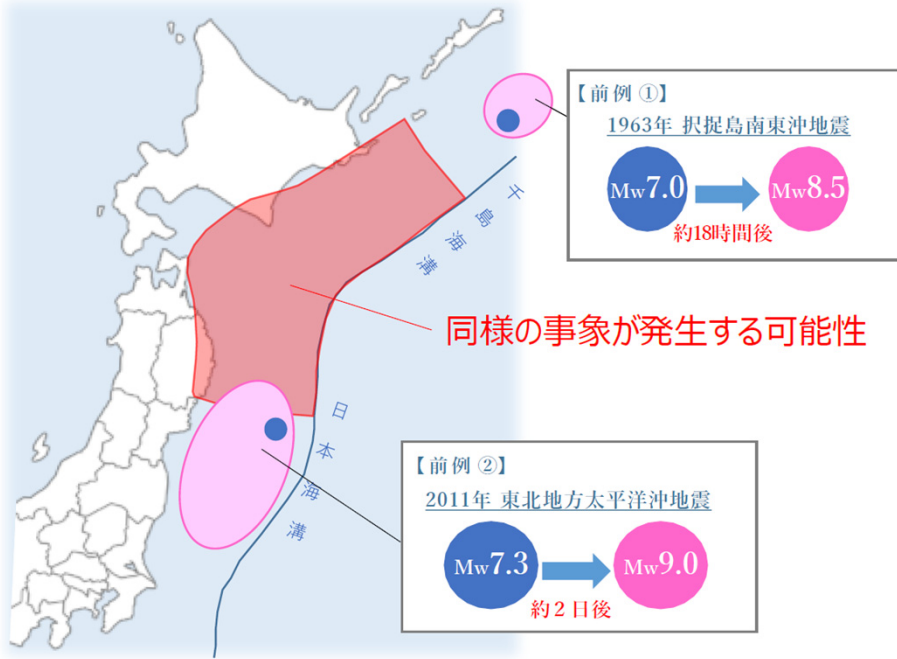 【前例 ①】
1963年 択捉島南東沖地震
Mw7.0
Mw8.5
約18時間後
千島海溝
同様の事象が発生する可能性
日本海溝
【前例 ②】
2011年 東北地方太平洋沖地震
Mw7.3
Mw9.0
約２日後